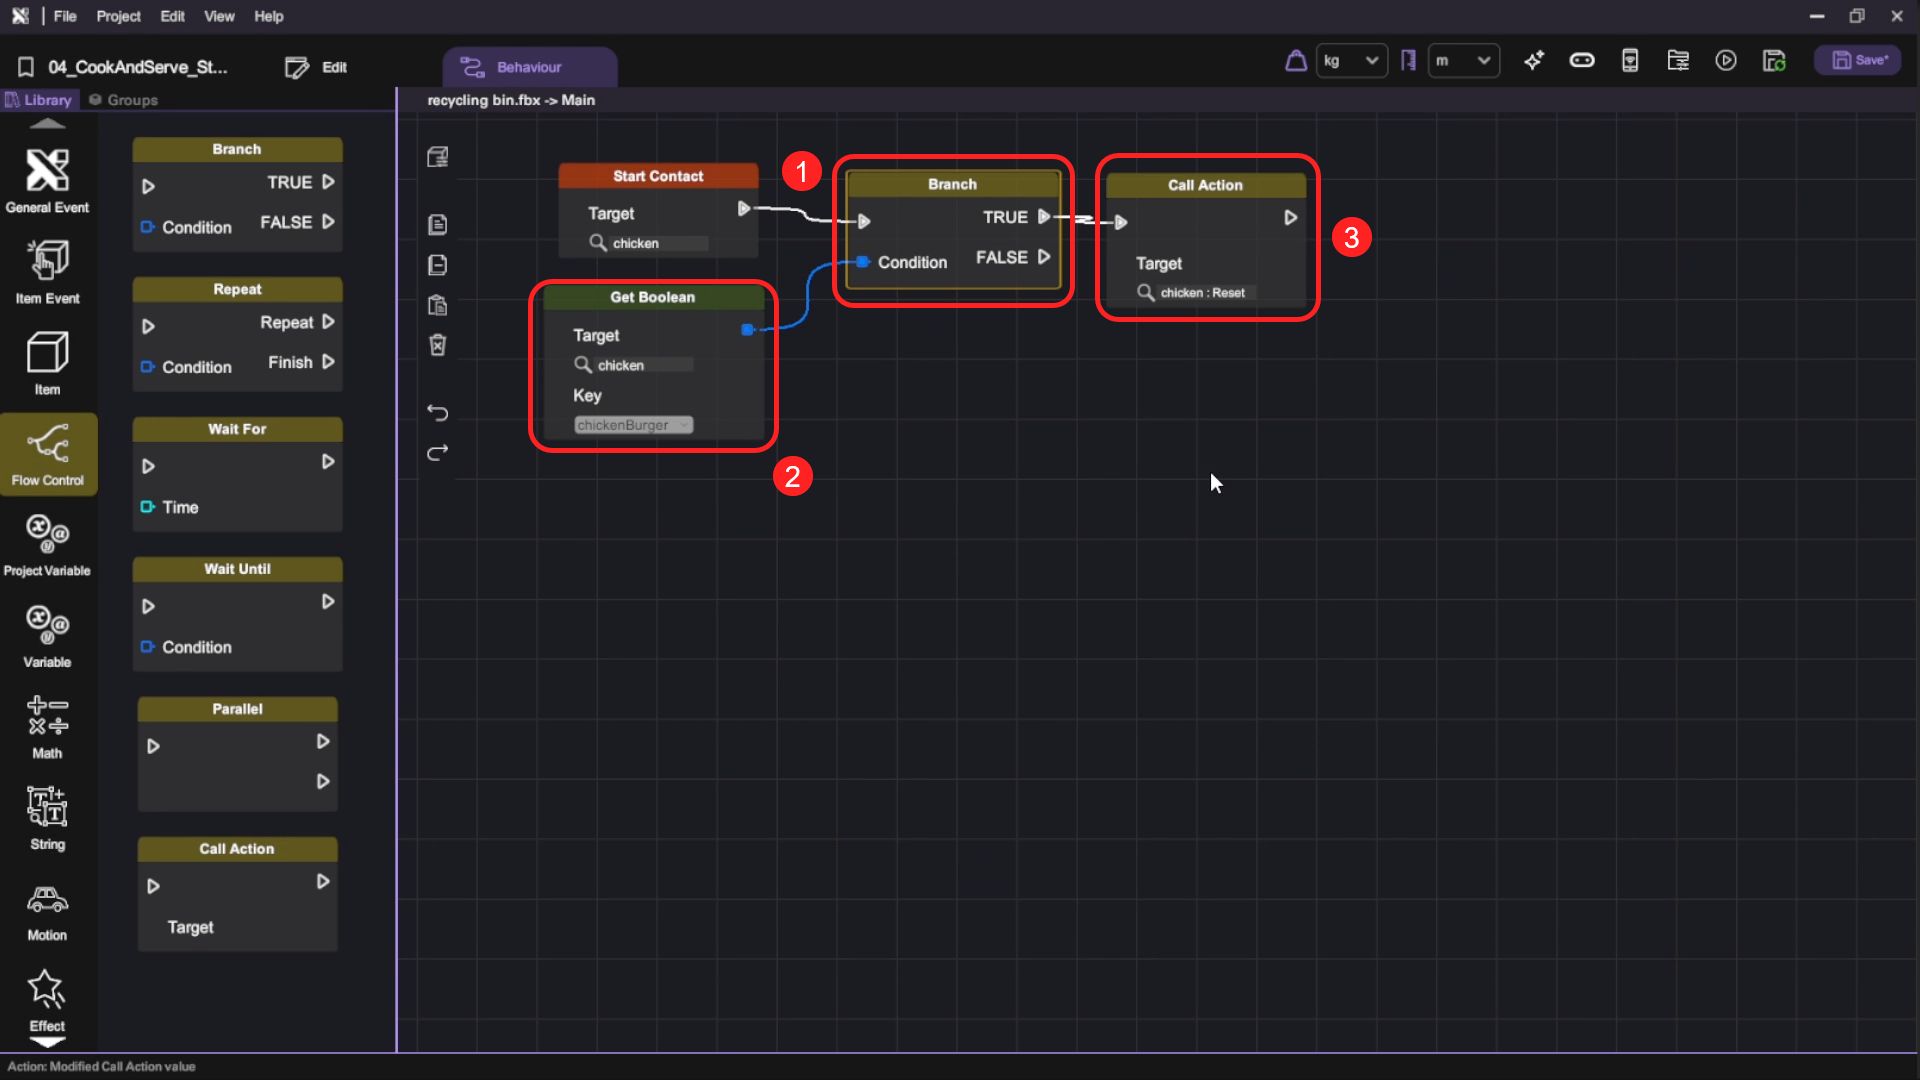 File Project Edit View Help
04_CookAndServe_St... Edit Behaviour kg m Save*
Library Groups
recycling bin.fbx -> Main
General Event
Item Event
Item
Flow Control
Project Variable
Variable
Math
String
Motion
Effect
Branch
TRUE
Condition FALSE
Repeat
Repeat
Condition Finish
Wait For
Time
Wait Until
Condition
Parallel
Call Action
Target
Start Contact
Target
chicken
1
Branch
TRUE
Condition FALSE
Call Action
Target
chicken : Reset
3
Get Boolean
Target
chicken
Key
chickenBurger
2
Action: Modified Call Action value